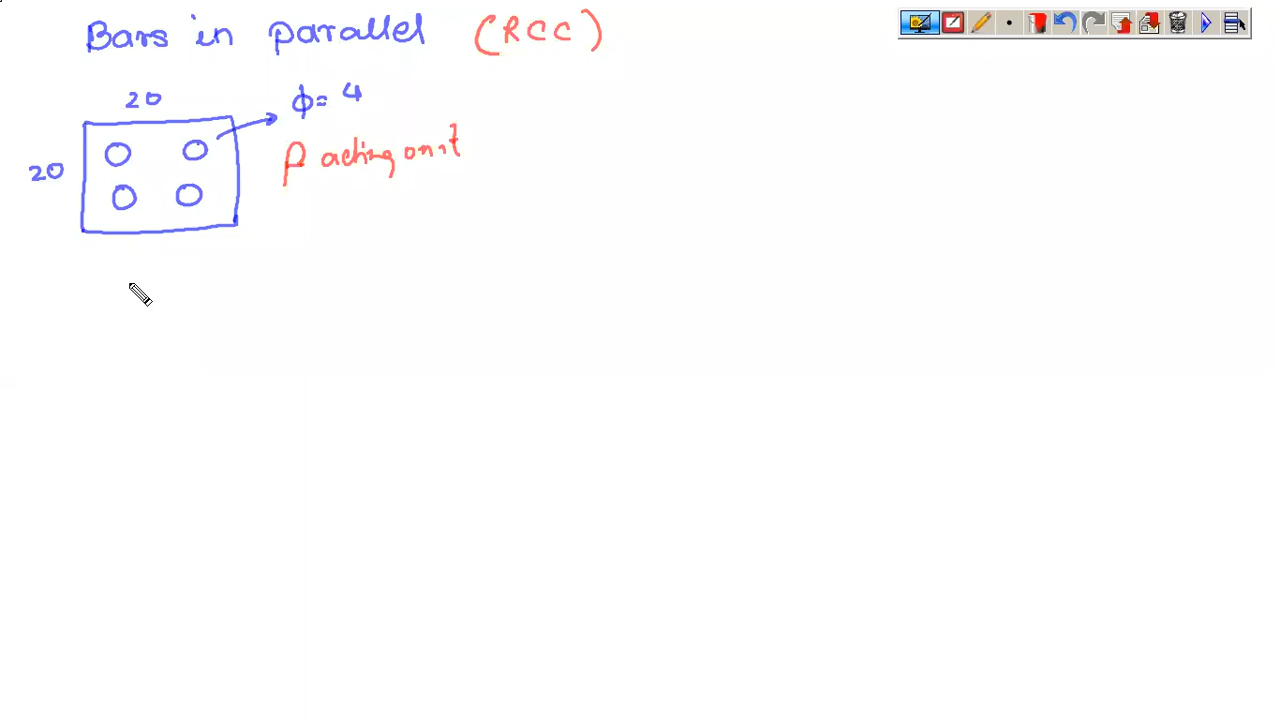 Bars in parallel (RCC)
20
ϕ= 4
20
P acting on it